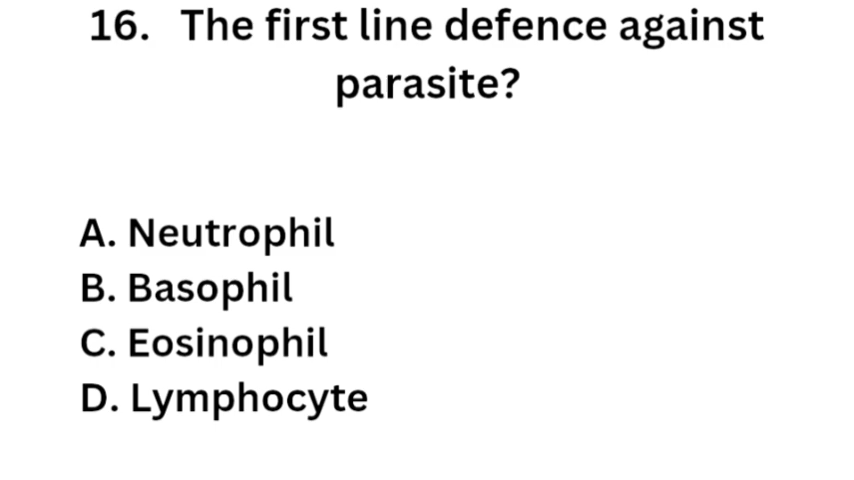 16. The first line defence against
parasite?
A. Neutrophil
B. Basophil
C. Eosinophil
D. Lymphocyte